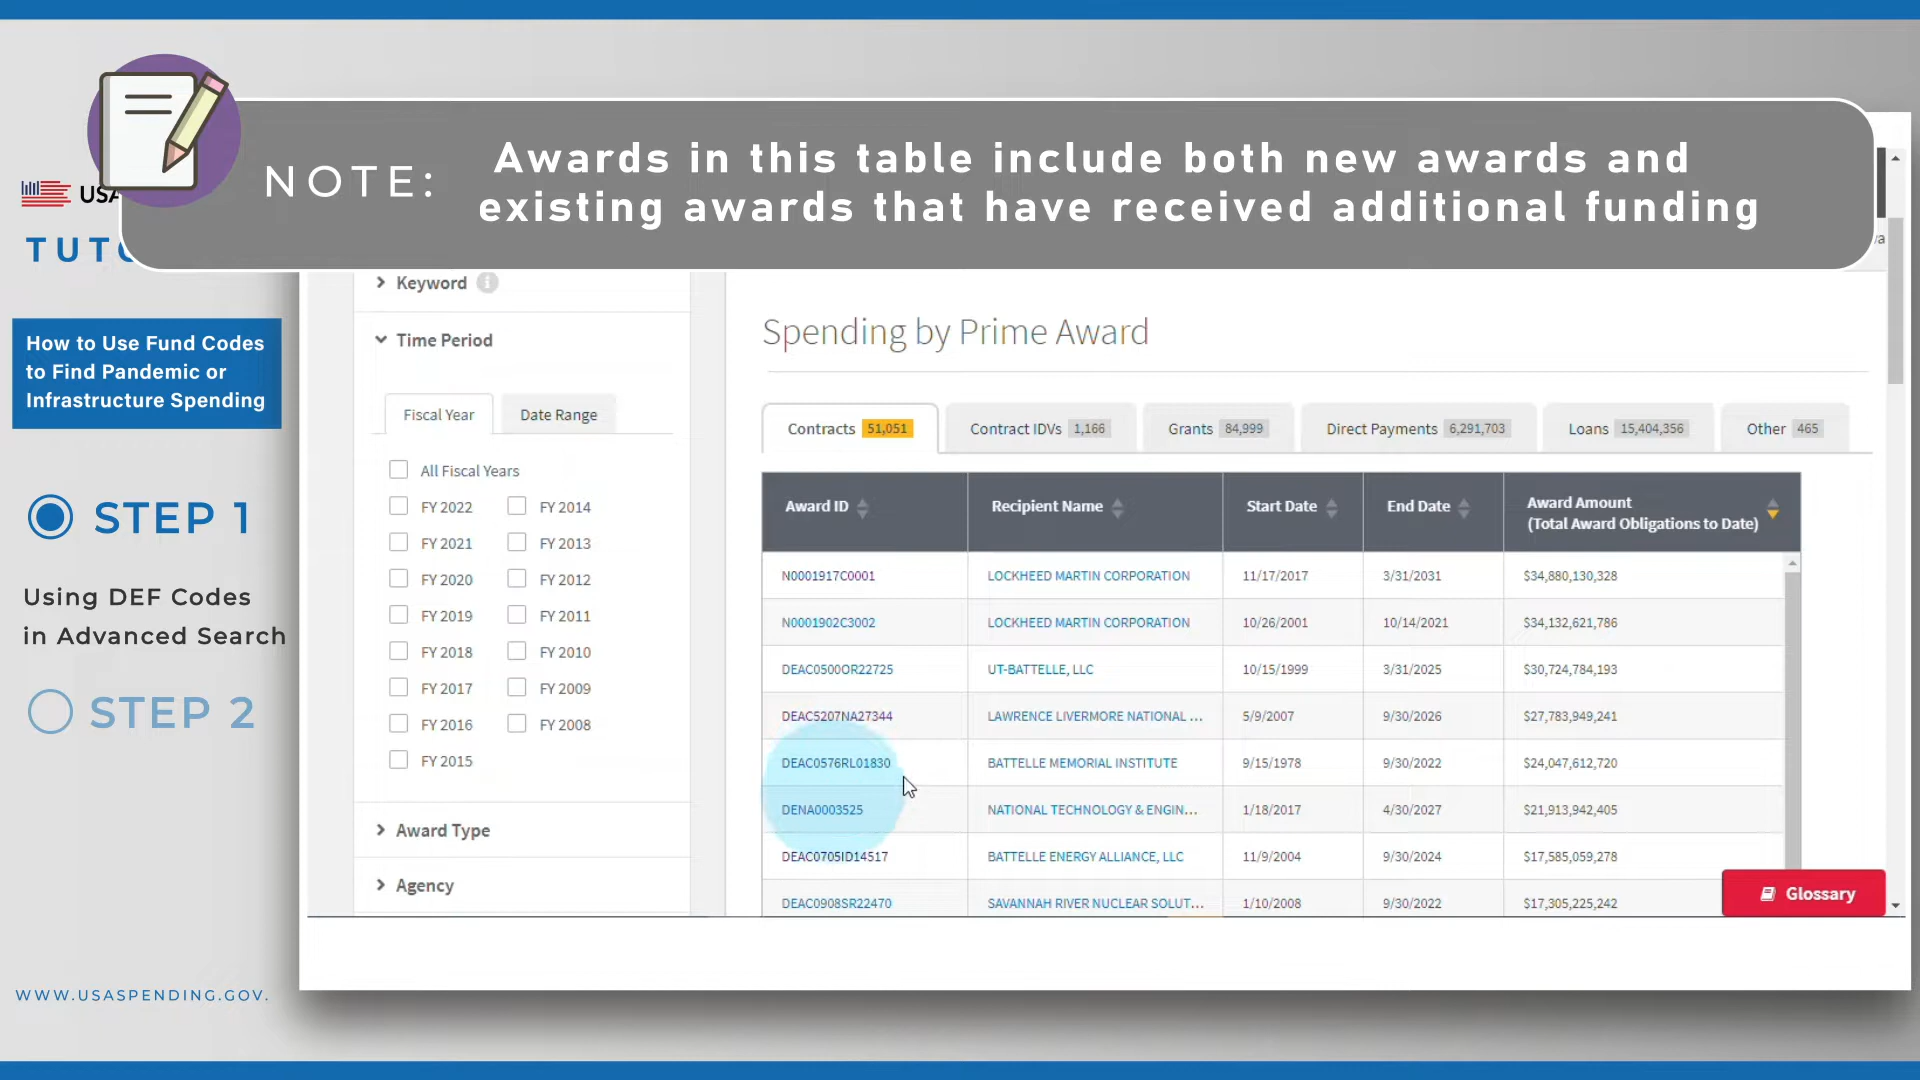 NOTE:
Awards in this table include both new awards and
existing awards that have received additional funding
How to Use Fund Codes
to Find Pandemic or
Infrastructure Spending
STEP 1
Using DEF Codes
in Advanced Search
STEP 2
WWW.USASPENDING.GOV.
Keyword
Time Period
Fiscal Year Date Range
All Fiscal Years
FY 2022 FY 2014
FY 2021 FY 2013
FY 2020 FY 2012
FY 2019 FY 2011
FY 2018 FY 2010
FY 2017 FY 2009
FY 2016 FY 2008
FY 2015
Award Type
Agency
Spending by Prime Award
Contracts 51,051 Contract IDVs 1,166 Grants 84,999 Direct Payments 6,291,703 Loans 15,404,356 Other 465
Award ID Recipient Name Start Date End Date Award Amount
(Total Award Obligations to Date)
N0001917C0001 LOCKHEED MARTIN CORPORATION 11/17/2017 3/31/2031 $34,880,130,328
N0001902C3002 LOCKHEED MARTIN CORPORATION 10/26/2001 10/14/2021 $34,132,621,786
DEAC0500OR22725 UT-BATTELLE, LLC 10/15/1999 3/31/2025 $30,724,784,193
DEAC5207NA27344 LAWRENCE LIVERMORE NATIONAL ... 5/9/2007 9/30/2026 $27,783,949,241
DEAC0576RL01830 BATTELLE MEMORIAL INSTITUTE 9/15/1978 9/30/2022 $24,047,612,720
DENA0003525 NATIONAL TECHNOLOGY & ENGIN... 1/18/2017 4/30/2027 $21,913,942,405
DEAC0705ID14517 BATTELLE ENERGY ALLIANCE, LLC 11/9/2004 9/30/2024 $17,585,059,278
DEAC0908SR22470 SAVANNAH RIVER NUCLEAR SOLUT... 1/10/2008 9/30/2022 $17,305,225,242
Glossary